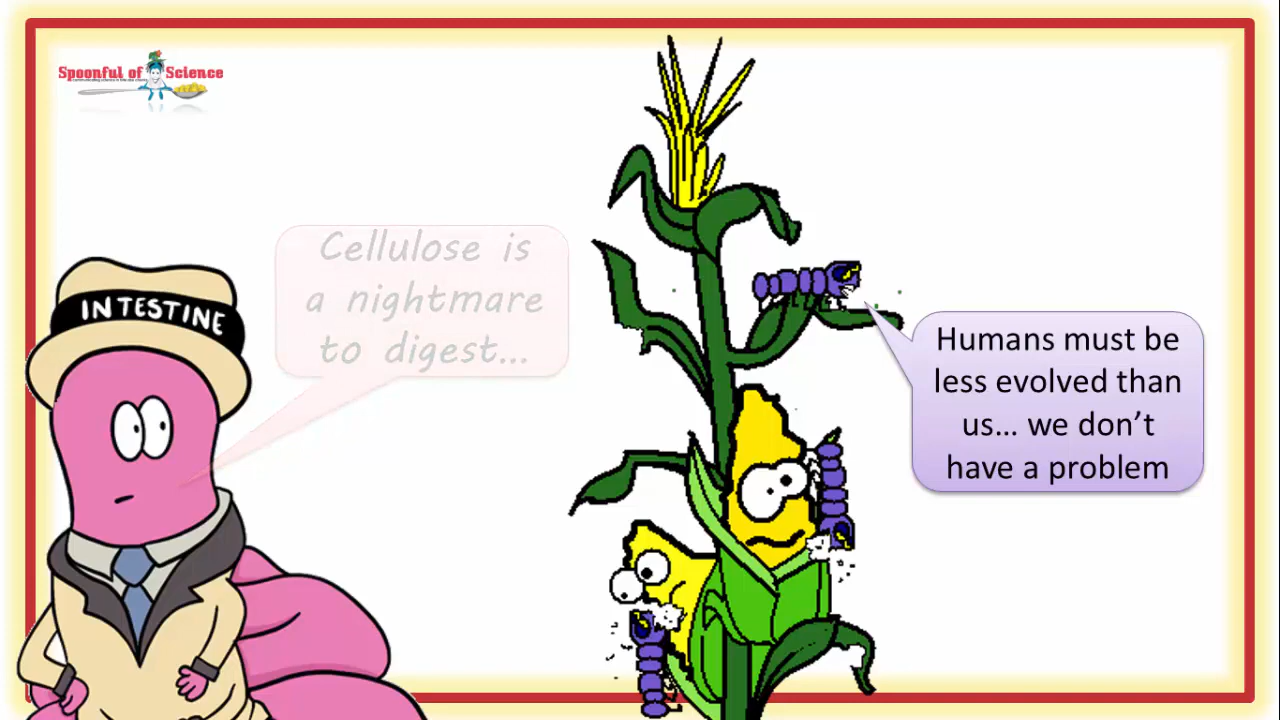 Spoonful of Science
INTESTINE
Cellulose is
a nightmare
to digest...
Humans must be
less evolved than
us... we don't
have a problem